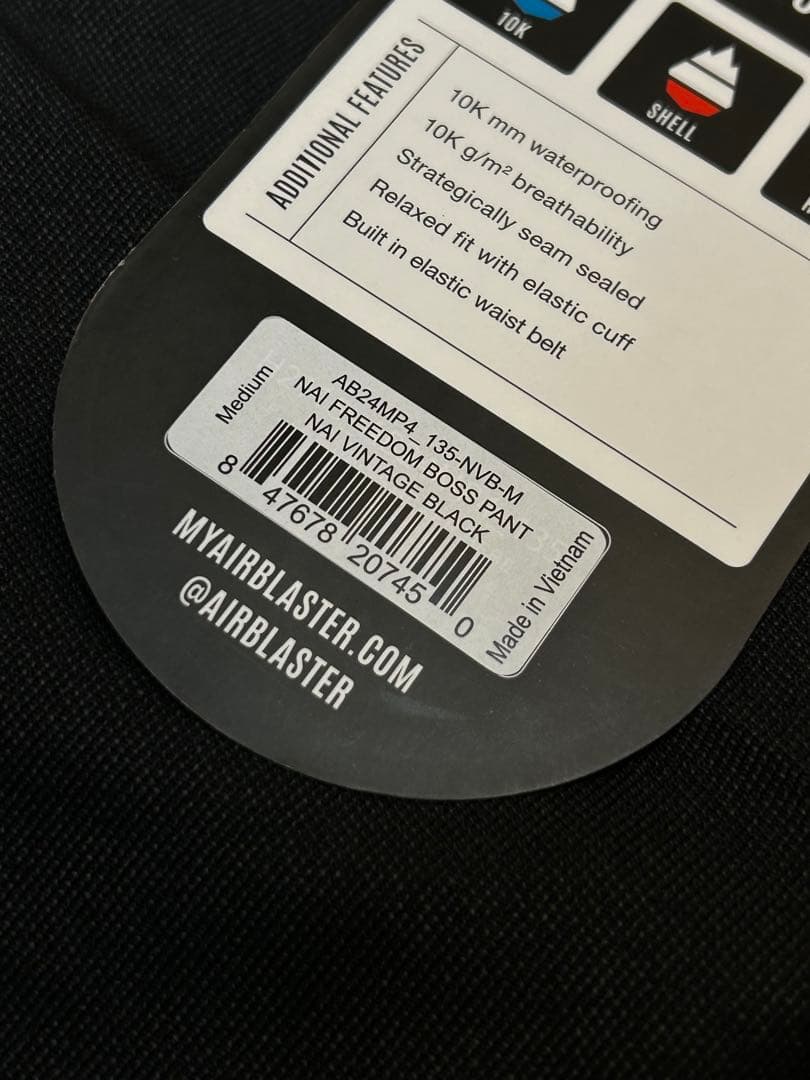 10K
SHELL
ADDITIONAL FEATURES
10K mm waterproofing
10K g/m² breathability
Strategically seam sealed
Relaxed fit with elastic cuff
Built in elastic waist belt
Medium
AB24MP4_135-NVB-M
NAI FREEDOM BOSS PANT
NAI VINTAGE BLACK
8 47678 20745 0
Made in Vietnam
MYAIRBLASTER.COM
@AIRBLASTER